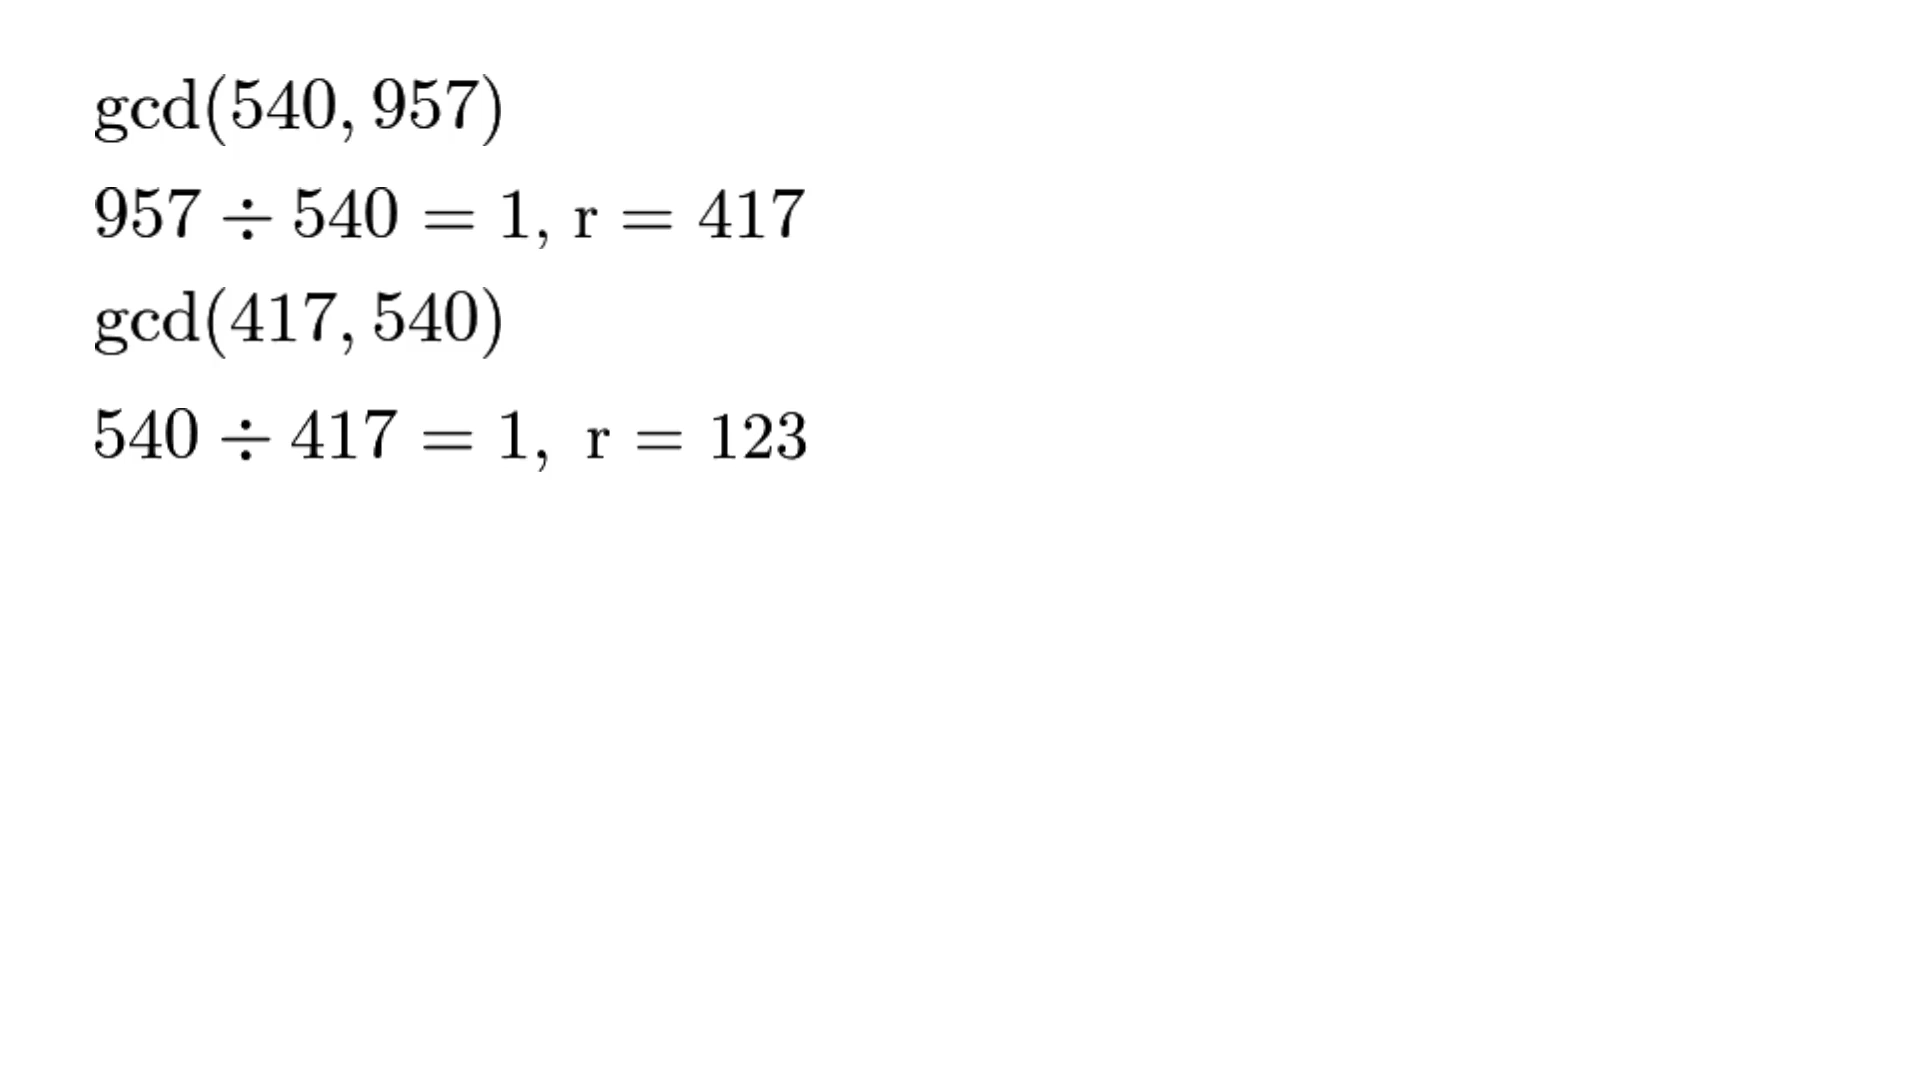 gcd(540, 957)
957 ÷ 540 = 1, r = 417
gcd(417, 540)
540 ÷ 417 = 1, r = 123